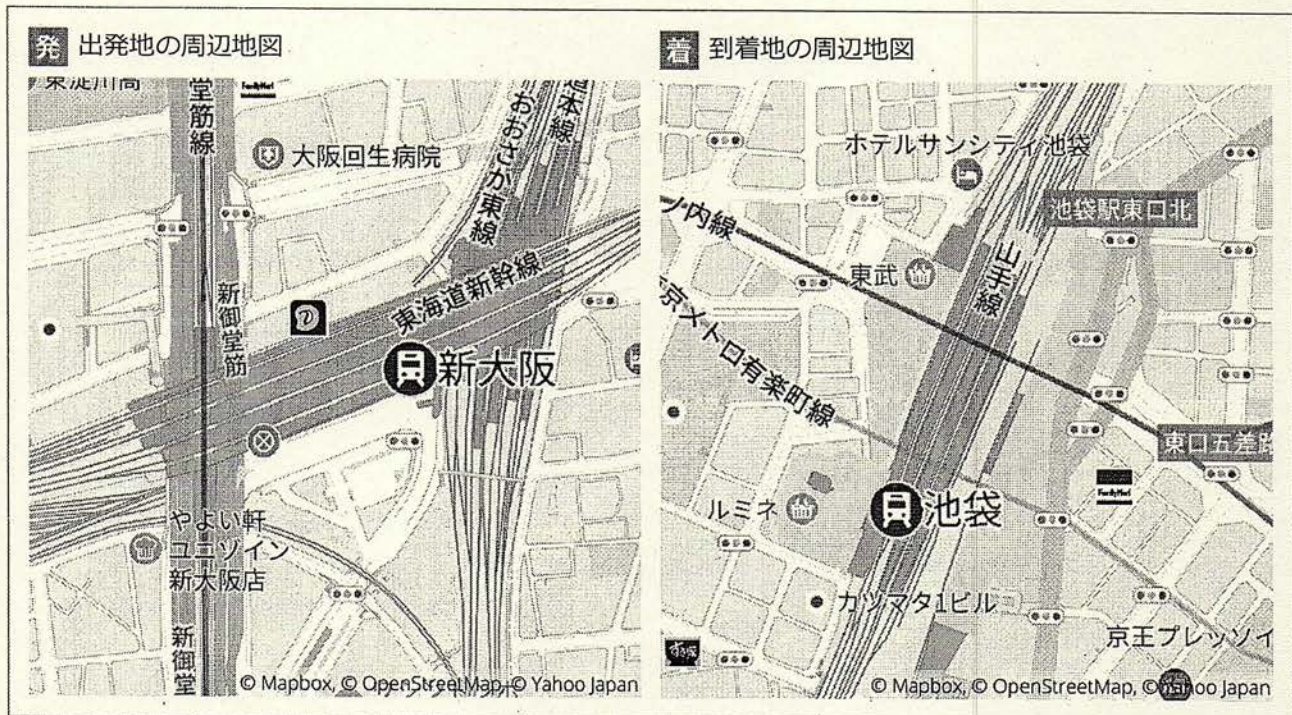 発 出発地の周辺地図
東淀川高
堂筋線
FamilyMart
大阪回生病院
おおさか東線
道本線
新御堂筋
東海道新幹線
新大阪
やよい軒
ユニゾイン
新大阪店
新御堂
© Mapbox, © OpenStreetMap, © Yahoo Japan
着 到着地の周辺地図
ホテルサンシティ池袋
池袋駅東口北
ノ内線
山手線
東武
京メトロ有楽町線
東口五差路
FamilyMart
ルミネ
池袋
カツマタ1ビル
京王プレッソイ
すき家
© Mapbox, © OpenStreetMap, © Yahoo Japan